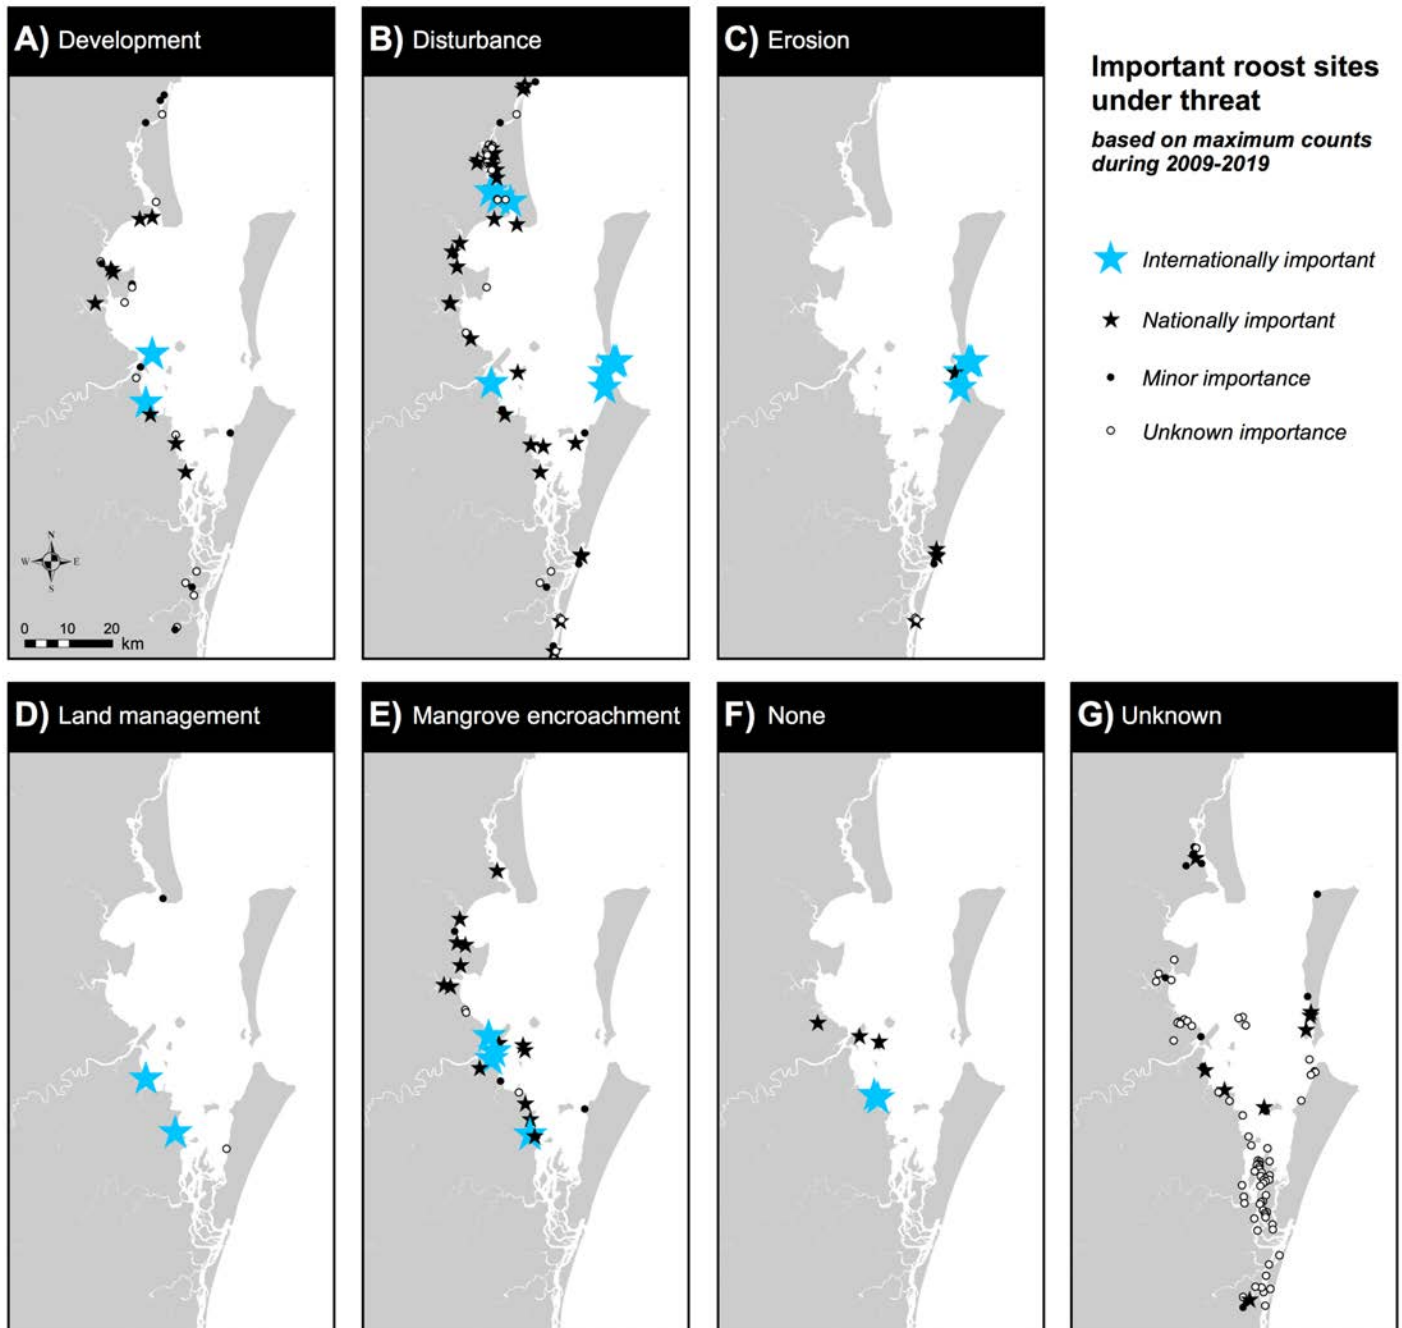 A) Development
B) Disturbance
C) Erosion
Important roost sites
under threat
based on maximum counts
during 2009-2019
Internationally important
Nationally important
Minor importance
Unknown importance
N
W E
S
0 10 20
km
D) Land management
E) Mangrove encroachment
F) None
G) Unknown